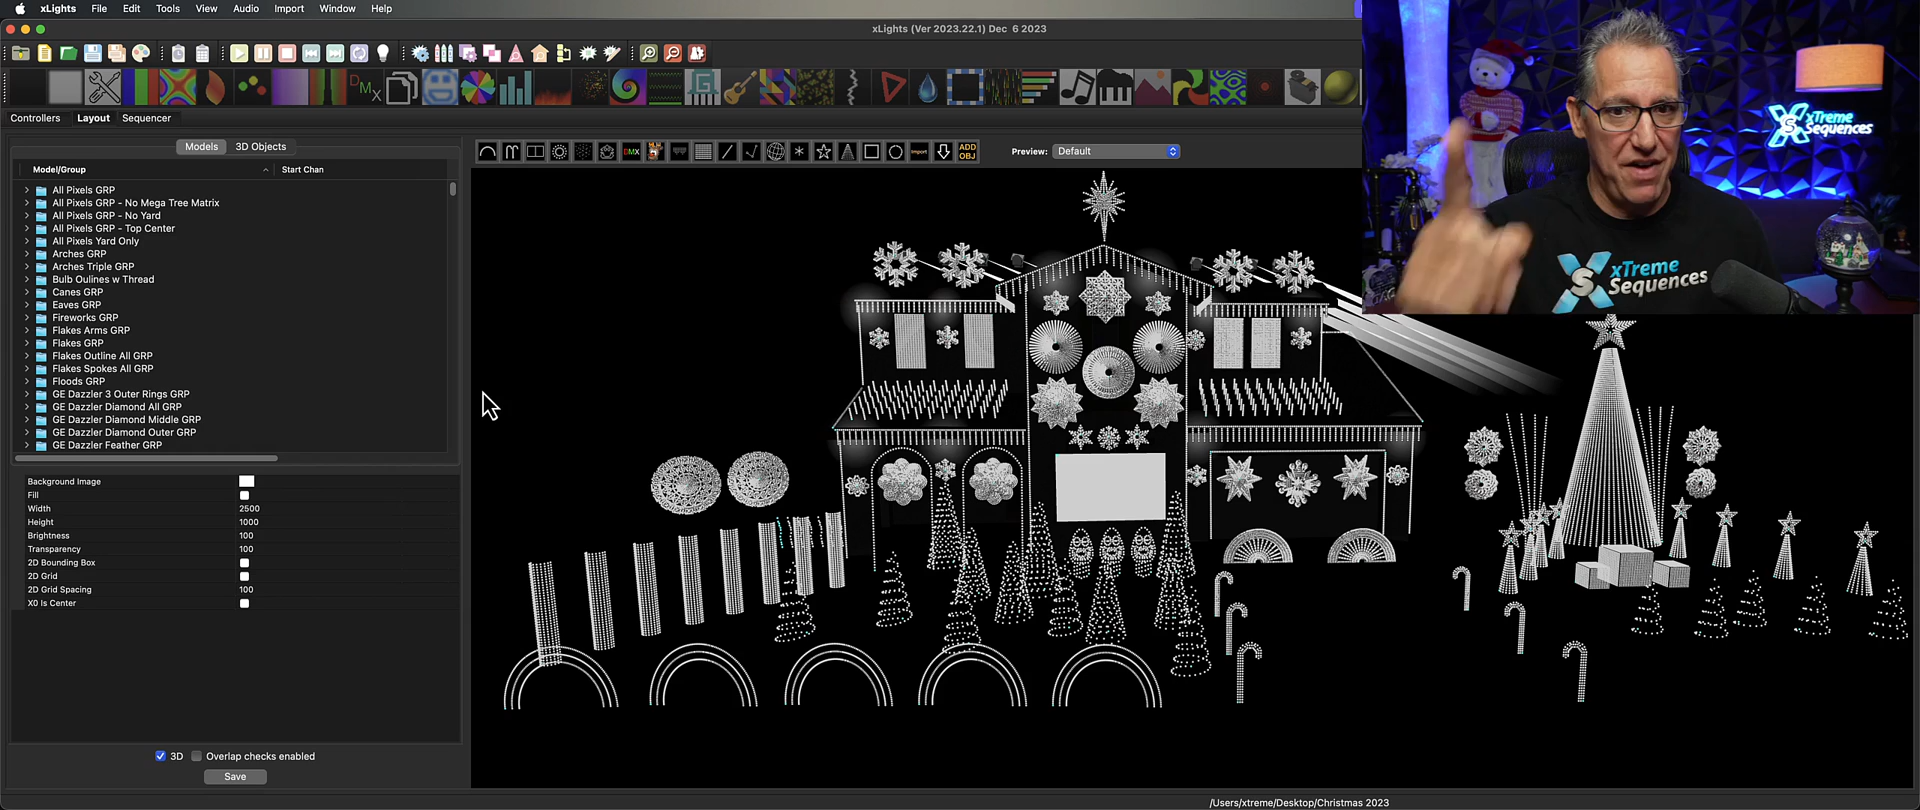 xLights File Edit Tools View Audio Import Window Help
xLights (Ver 2023.22.1) Dec 6 2023
DMX
Controllers Layout Sequencer
Models 3D Objects
DMX
import
ADD OBJ
Preview: Default
Model/Group Start Chan
All Pixels GRP
All Pixels GRP - No Mega Tree Matrix
All Pixels GRP - No Yard
All Pixels GRP - Top Center
All Pixels Yard Only
Arches GRP
Arches Triple GRP
Bulb Oulines w Thread
Canes GRP
Eaves GRP
Fireworks GRP
Flakes Arms GRP
Flakes GRP
Flakes Outline All GRP
Flakes Spokes All GRP
Floods GRP
GE Dazzler 3 Outer Rings GRP
GE Dazzler Diamond All GRP
GE Dazzler Diamond Middle GRP
GE Dazzler Diamond Outer GRP
GE Dazzler Feather GRP
Background Image
Fill
Width 2500
Height 1000
Brightness 100
Transparency 100
2D Bounding Box
2D Grid
2D Grid Spacing 100
X0 Is Center
3D Overlap checks enabled
Save
/Users/xtreme/Desktop/Christmas 2023
xTreme
Sequences
xTreme
Sequences